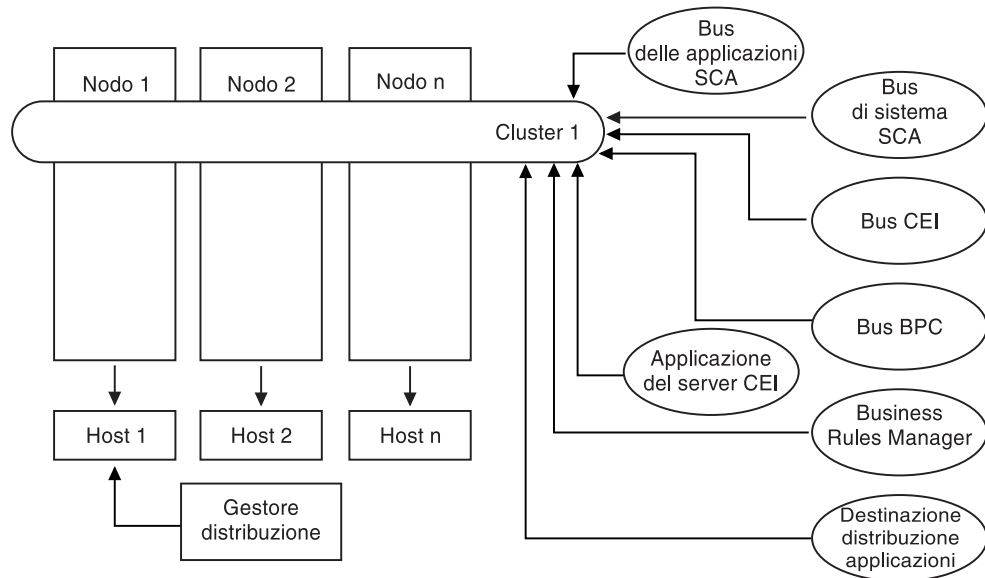 Bus
delle applicazioni
SCA
Nodo 1
Nodo 2
Nodo n
Bus
di sistema
SCA
Cluster 1
Bus CEI
Bus BPC
Applicazione
del server CEI
Business
Rules Manager
Host 1
Host 2
Host n
Gestore
distribuzione
Destinazione
distribuzione
applicazioni